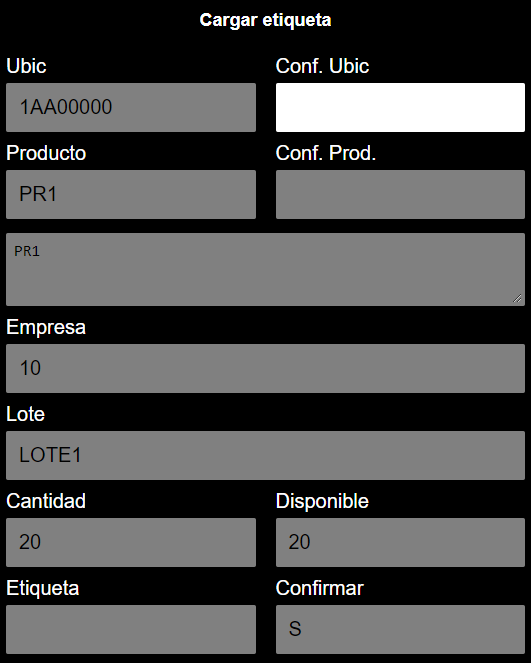 Cargar etiqueta
Ubic Conf. Ubic
1AA00000
Producto Conf. Prod.
PR1
PR1
Empresa
10
Lote
LOTE1
Cantidad Disponible
20 20
Etiqueta Confirmar
S